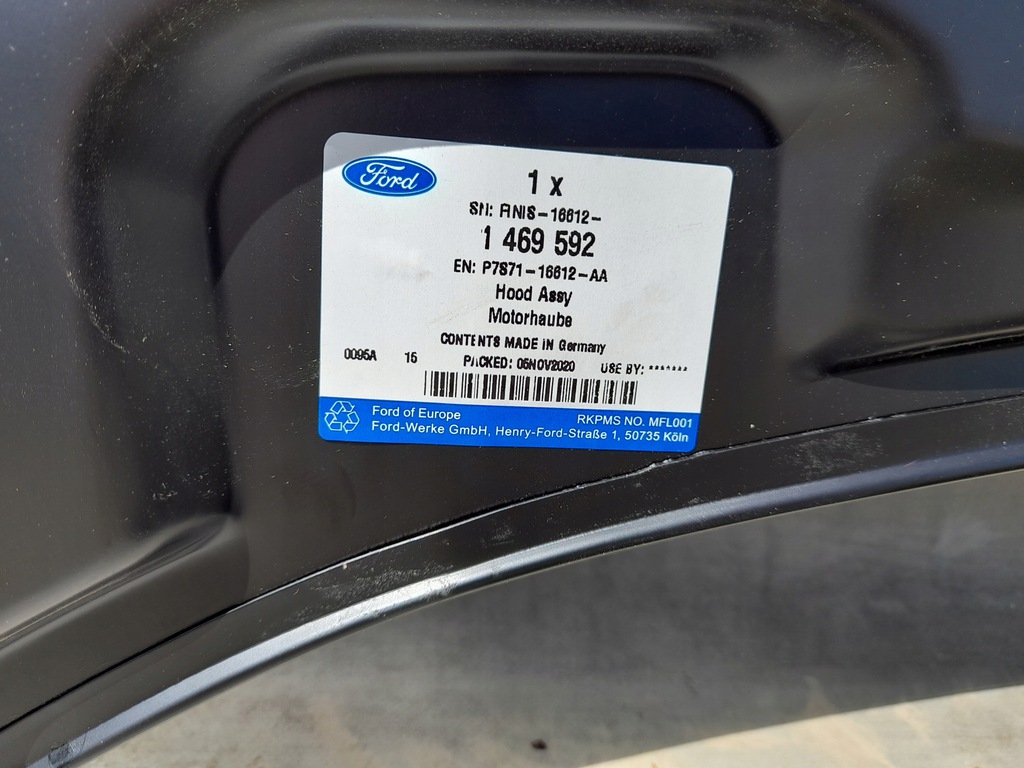 Ford
1 x
SN: FINIS-16612-
1 469 592
EN: P7S71-16612-AA
Hood Assy
Motorhaube
CONTENTS MADE IN Germany
0095A 15 PACKED: 05NOV2020 USE BY: *******
Ford of Europe RKPMS NO. MFL001
Ford-Werke GmbH, Henry-Ford-Straße 1, 50735 Köln